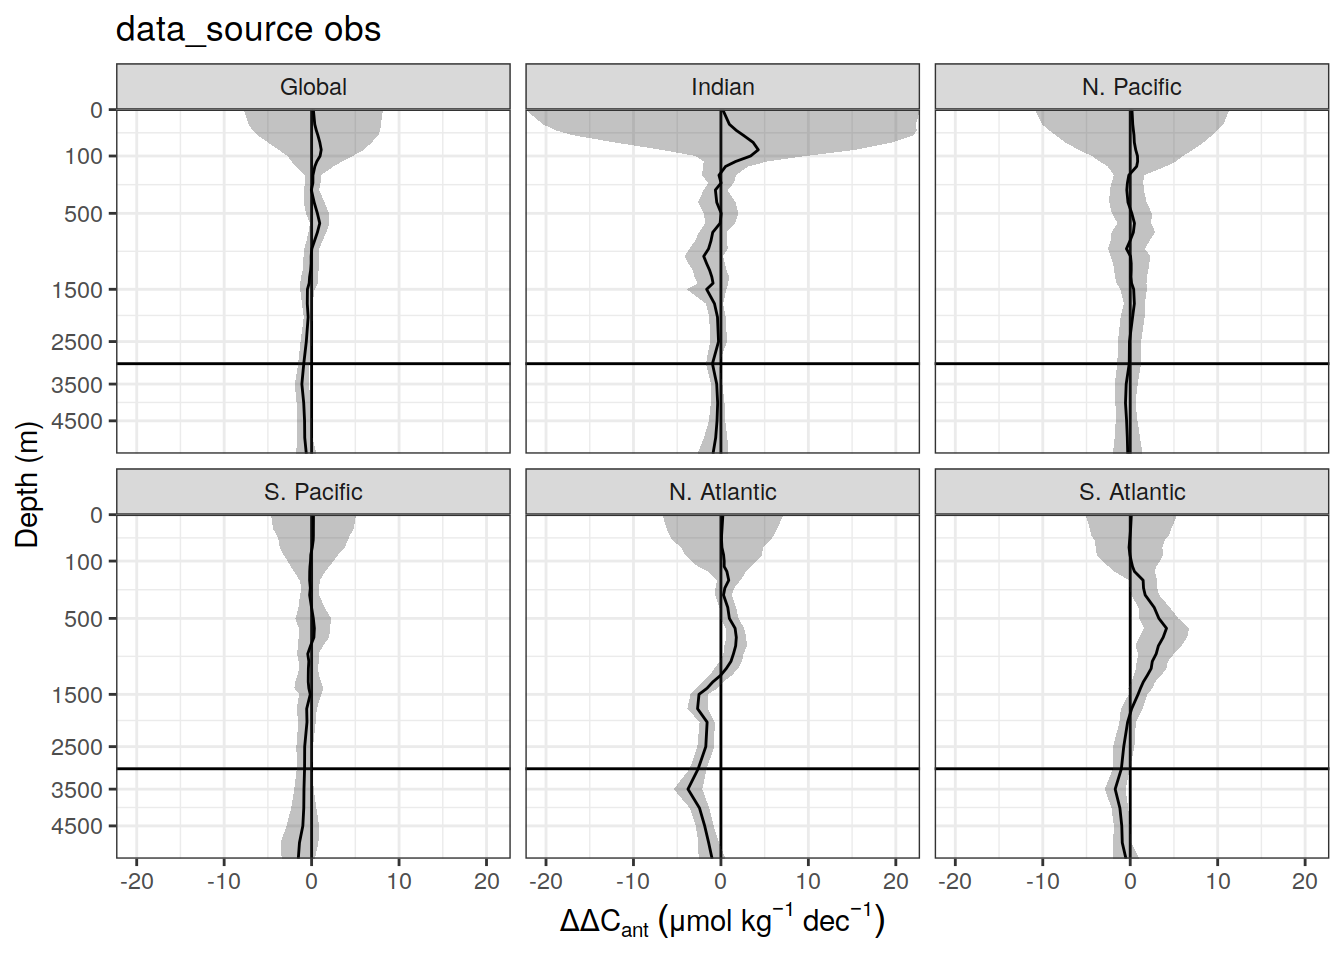 data_source obs
Global Indian N. Pacific
0
100
500
1500
2500
3500
4500
Depth (m)
S. Pacific N. Atlantic S. Atlantic
0
100
500
1500
2500
3500
4500
-20 -10 0 10 20 -20 -10 0 10 20 -20 -10 0 10 20
ΔΔCant (μmol kg−1 dec−1)